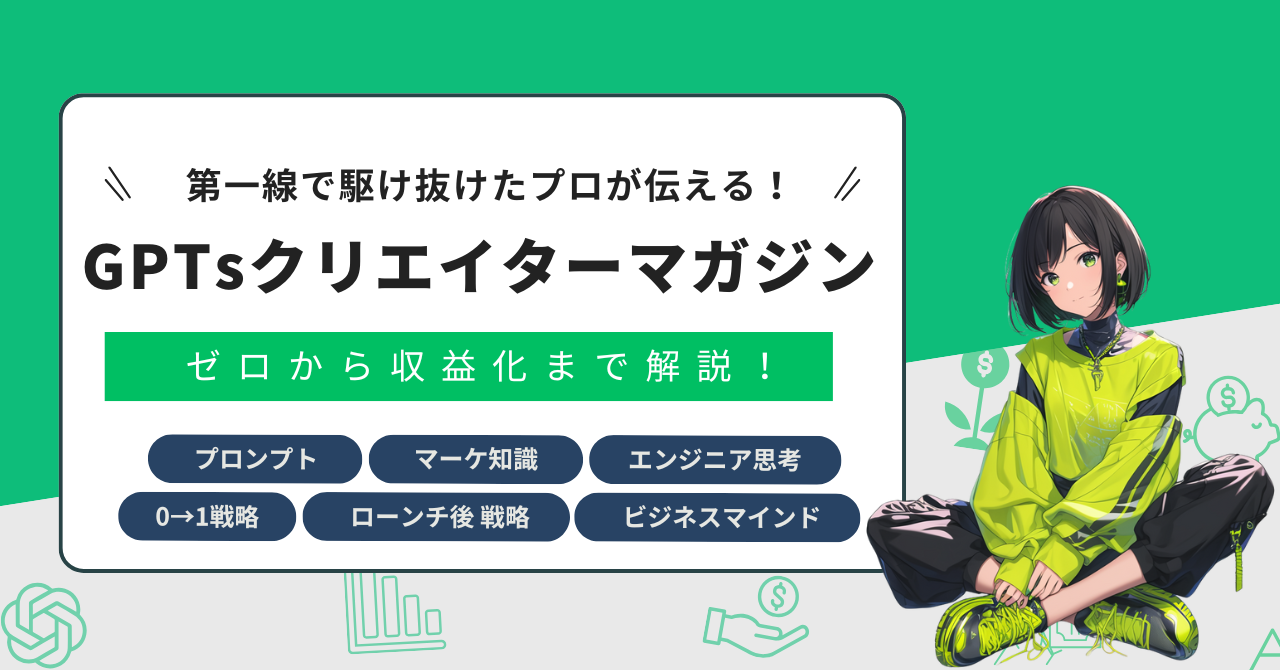 第一線で駆け抜けたプロが伝える！
GPTsクリエイターマガジン
ゼロから収益化まで解説！
プロンプト マーケ知識 エンジニア思考
0→1戦略 ローンチ後 戦略 ビジネスマインド